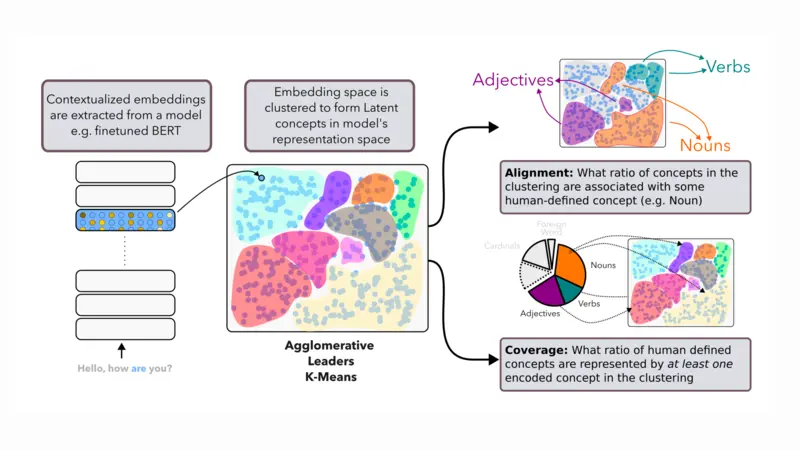 Contextualized embeddings
are extracted from a model
e.g. finetuned BERT
Hello, how are you?
Embedding space is
clustered to form Latent
concepts in model's
representation space
Agglomerative
Leaders
K-Means
Adjectives
Verbs
Nouns
Alignment: What ratio of concepts in the
clustering are associated with some
human-defined concept (e.g. Noun)
Foreign
Word
Cardinals
Nouns
Verbs
Adjectives
Coverage: What ratio of human defined
concepts are represented by at least one
encoded concept in the clustering